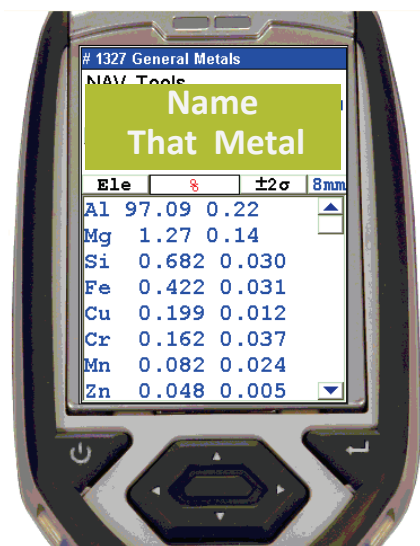 # 1327 General Metals
NAV Tools
Name
That Metal
Ele % ±2σ 8mm
Al 97.09 0.22
Mg 1.27 0.14
Si 0.682 0.030
Fe 0.422 0.031
Cu 0.199 0.012
Cr 0.162 0.037
Mn 0.082 0.024
Zn 0.048 0.005